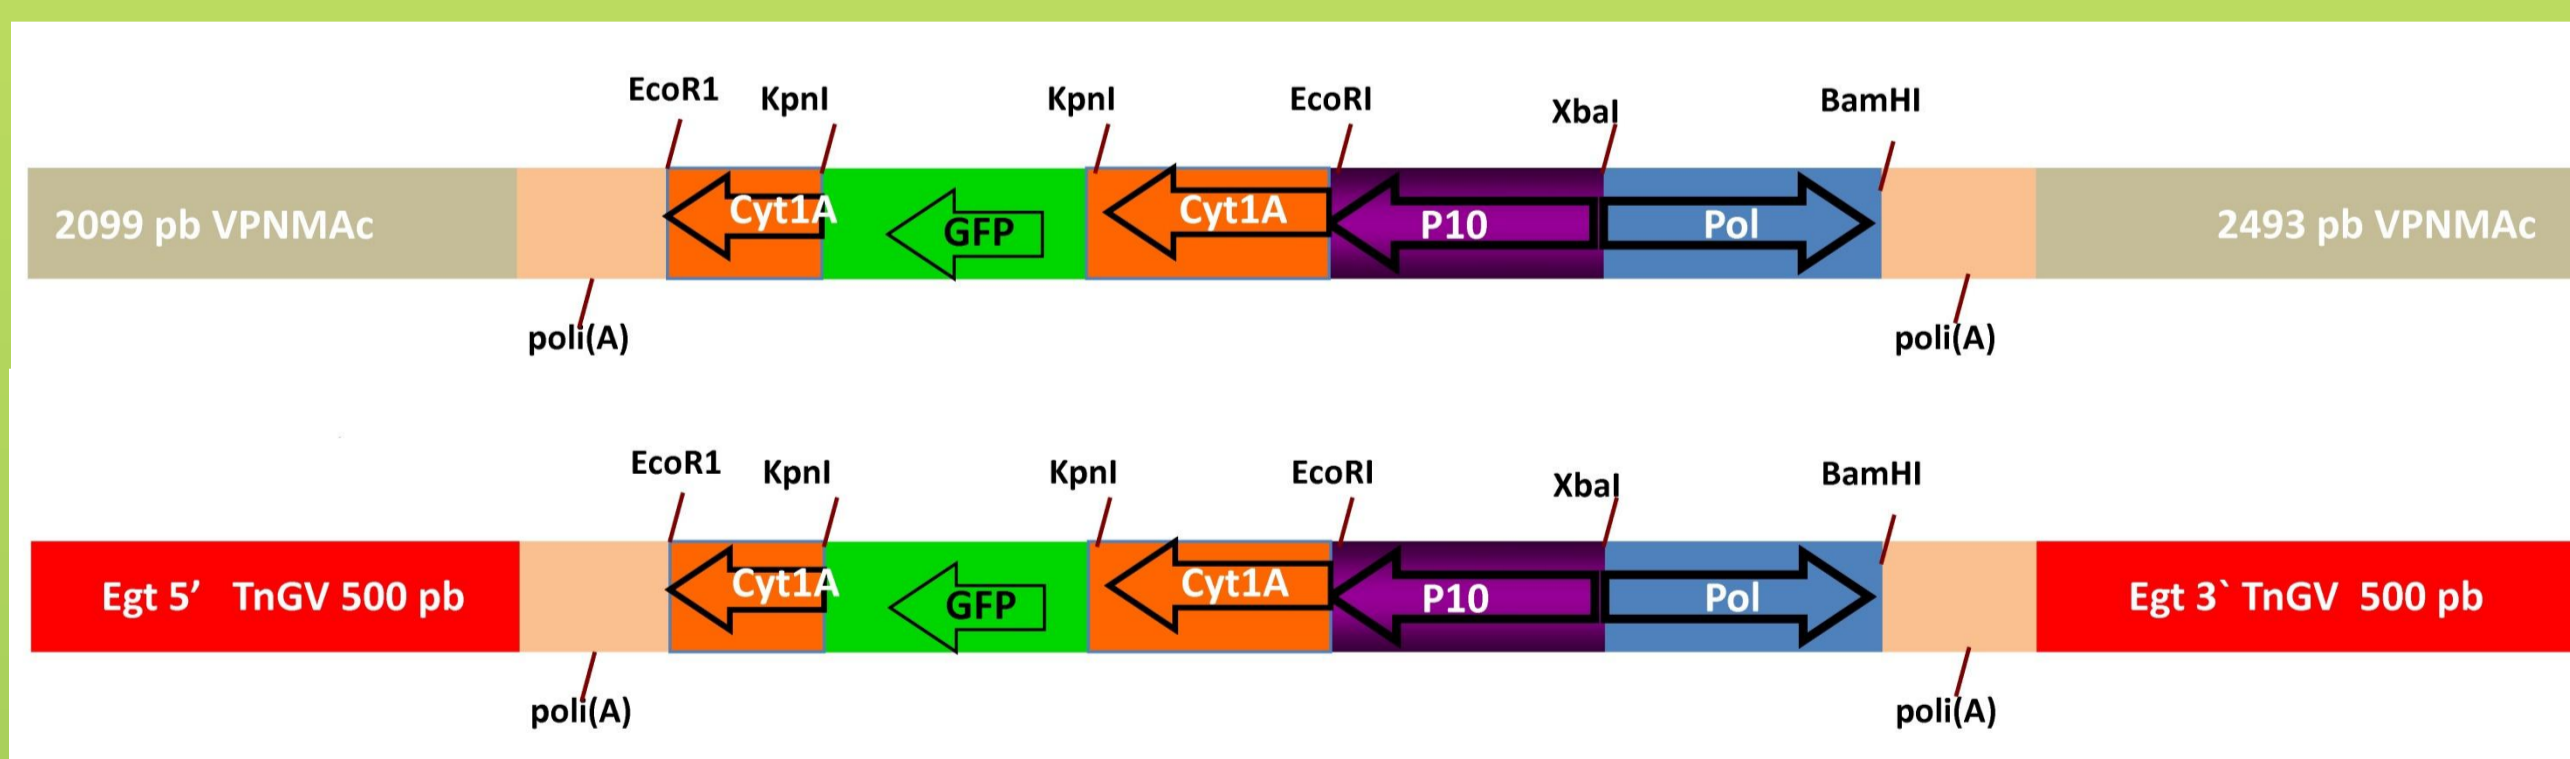 EcoR1 KpnI KpnI EcoRI XbaI BamHI
2099 pb VPNMAc Cyt1A GFP Cyt1A P10 Pol 2493 pb VPNMAc
poli(A) poli(A)
EcoR1 KpnI KpnI EcoRI XbaI BamHI
Egt 5’ TnGV 500 pb Cyt1A GFP Cyt1A P10 Pol Egt 3` TnGV 500 pb
poli(A) poli(A)